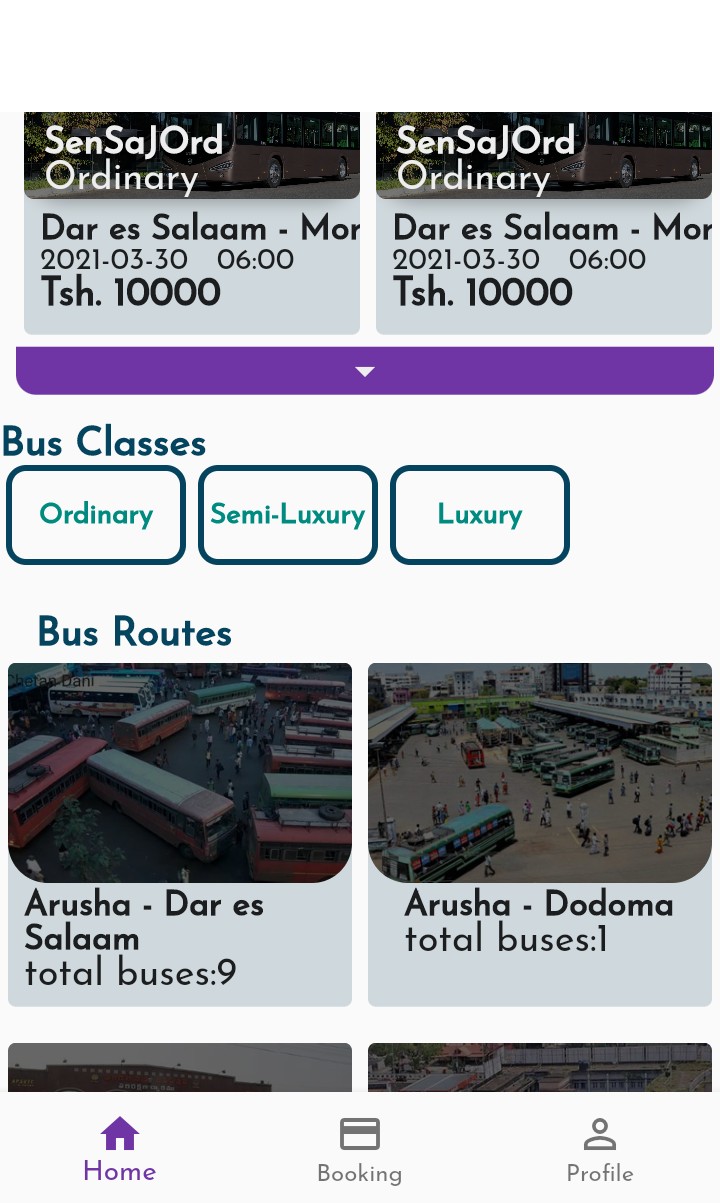 SenSaJOrd
Ordinary
SenSaJOrd
Ordinary
Dar es Salaam - Mor
2021-03-30 06:00
Tsh. 10000
Dar es Salaam - Mor
2021-03-30 06:00
Tsh. 10000
Bus Classes
Ordinary
Semi-Luxury
Luxury
Bus Routes
Chetan Dani
Arusha - Dar es
Salaam
total buses:9
Arusha - Dodoma
total buses:1
Home
Booking
Profile